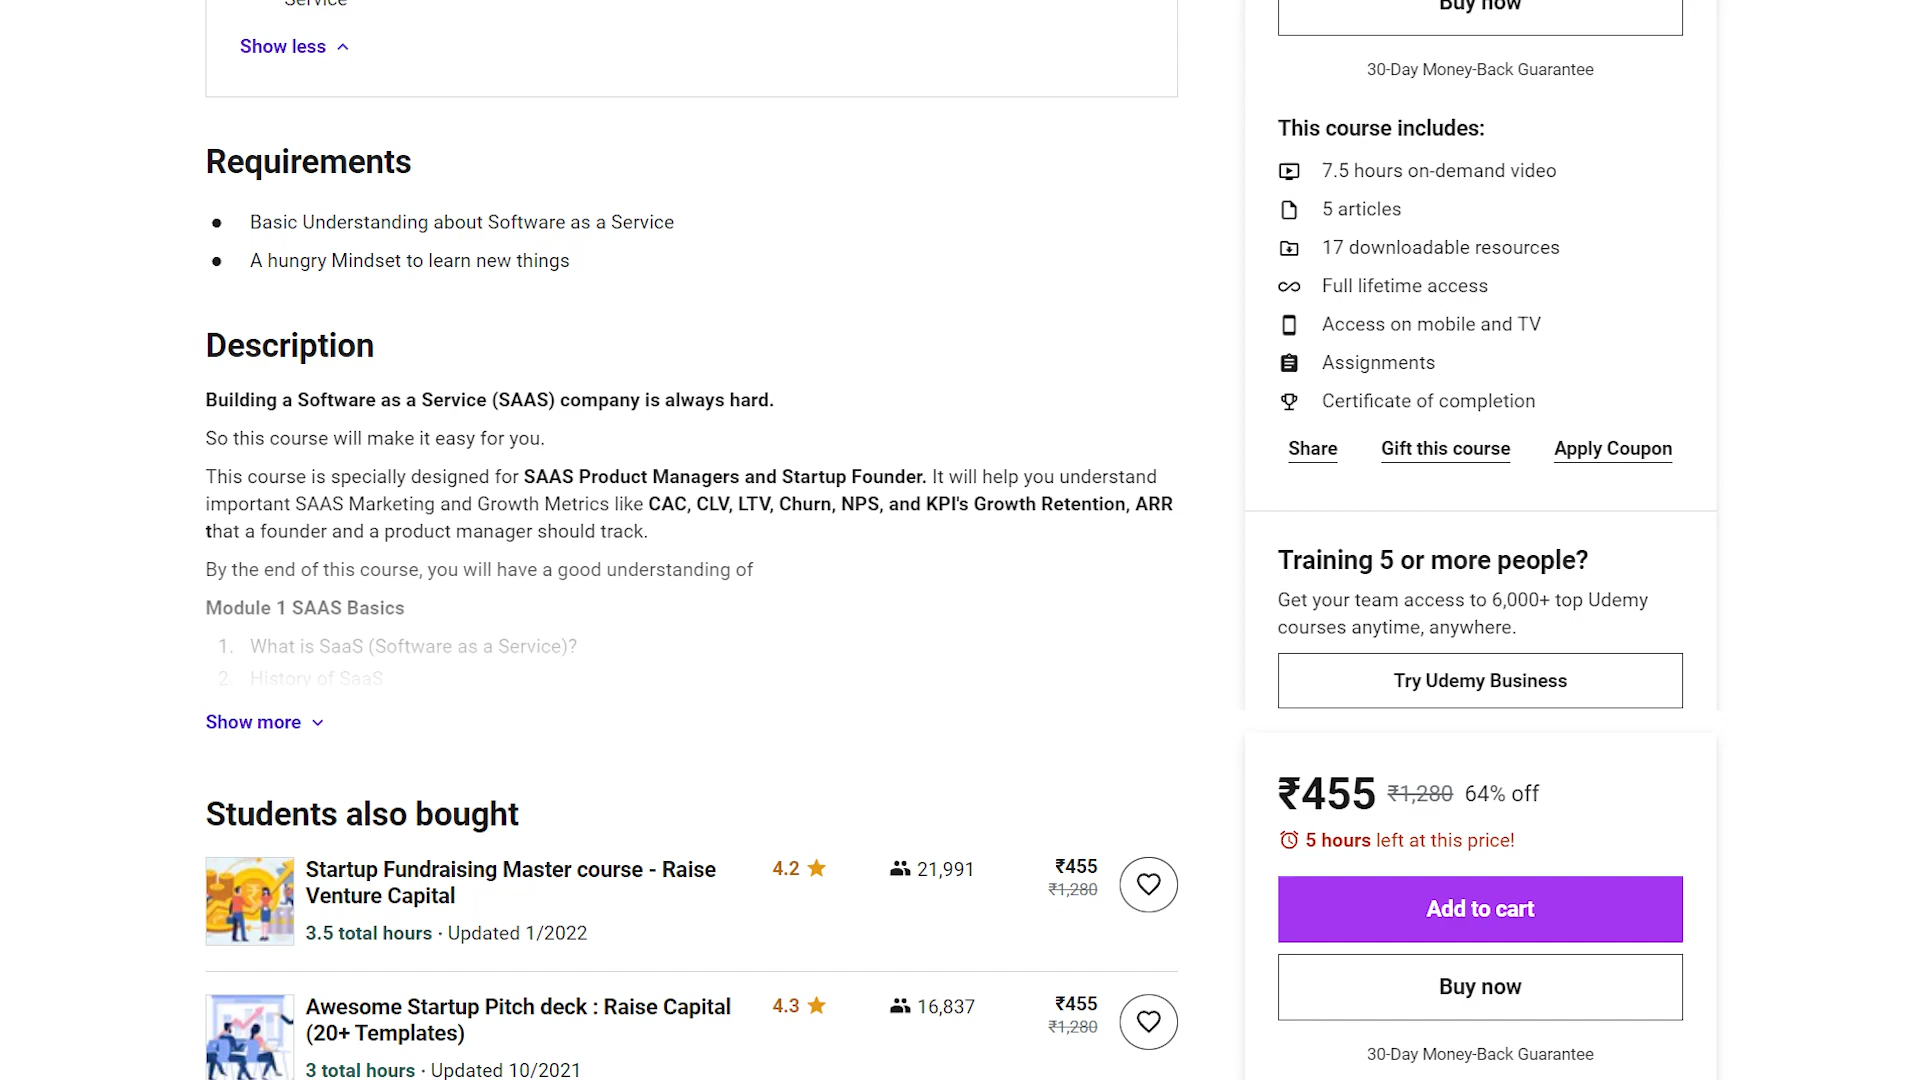 Service
Show less
Requirements
Basic Understanding about Software as a Service
A hungry Mindset to learn new things
Description
Building a Software as a Service (SAAS) company is always hard.
So this course will make it easy for you.
This course is specially designed for SAAS Product Managers and Startup Founder. It will help you understand
important SAAS Marketing and Growth Metrics like CAC, CLV, LTV, Churn, NPS, and KPI's Growth Retention, ARR
that a founder and a product manager should track.
By the end of this course, you will have a good understanding of
Module 1 SAAS Basics
1. What is SaaS (Software as a Service)?
2. History of SaaS
Show more
Students also bought
Startup Fundraising Master course - Raise
Venture Capital
3.5 total hours · Updated 1/2022
4.2
21,991
₹455
₹1,280
Awesome Startup Pitch deck : Raise Capital
(20+ Templates)
3 total hours · Updated 10/2021
4.3
16,837
₹455
₹1,280
Buy now
30-Day Money-Back Guarantee
This course includes:
7.5 hours on-demand video
5 articles
17 downloadable resources
Full lifetime access
Access on mobile and TV
Assignments
Certificate of completion
Share Gift this course Apply Coupon
Training 5 or more people?
Get your team access to 6,000+ top Udemy
courses anytime, anywhere.
Try Udemy Business
₹455 ₹1,280 64% off
5 hours left at this price!
Add to cart
Buy now
30-Day Money-Back Guarantee